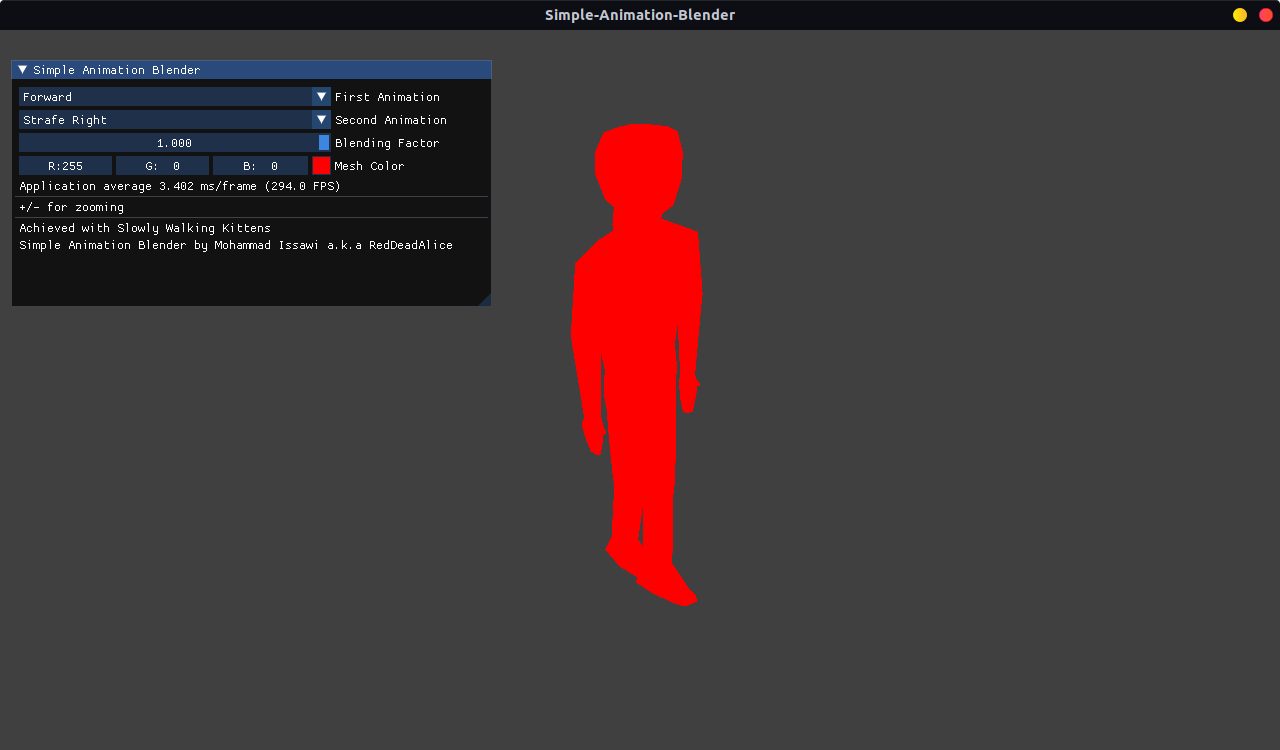 Simple-Animation-Blender
Simple Animation Blender
Forward First Animation
Strafe Right Second Animation
1.000 Blending Factor
R:255 G: 0 B: 0 Mesh Color
Application average 3.402 ms/frame (294.0 FPS)
+/- for zooming
Achieved with Slowly Walking Kittens
Simple Animation Blender by Mohammad Issawi a.k.a RedDeadAlice